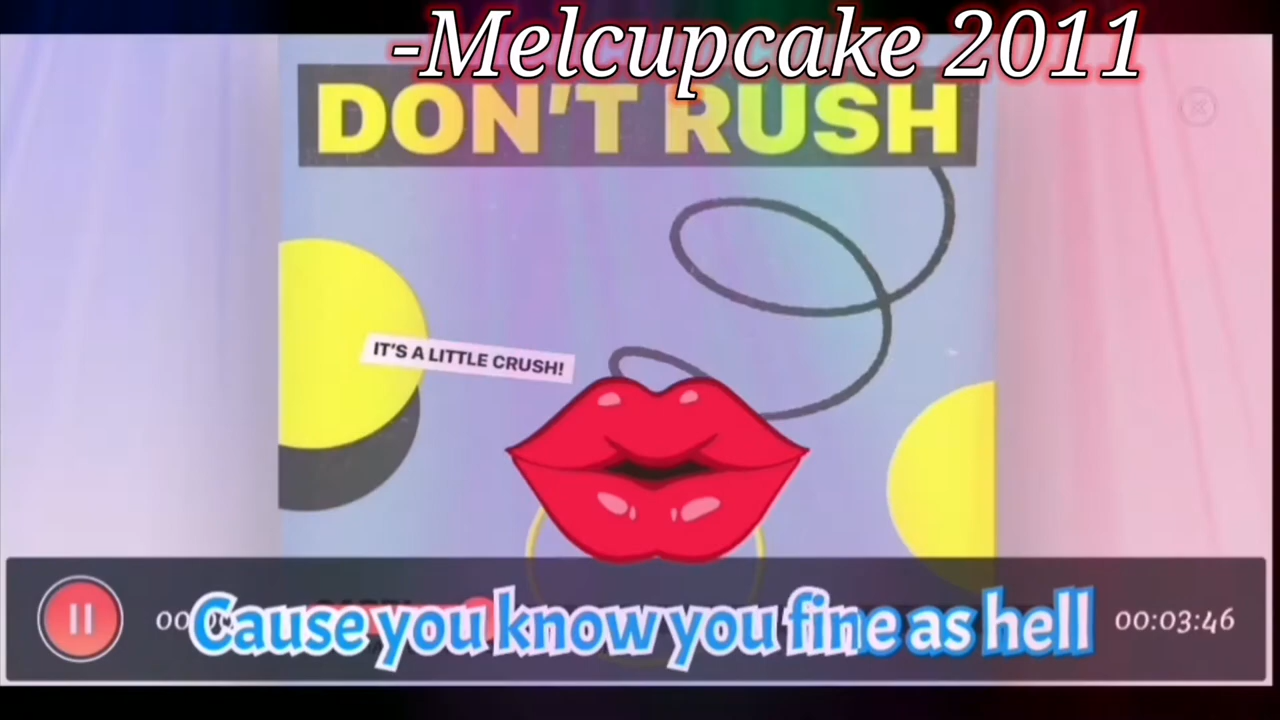 -Melcupcake 2011
DON'T RUSH
IT'S A LITTLE CRUSH!
Cause you know you fine as hell
00:03:46